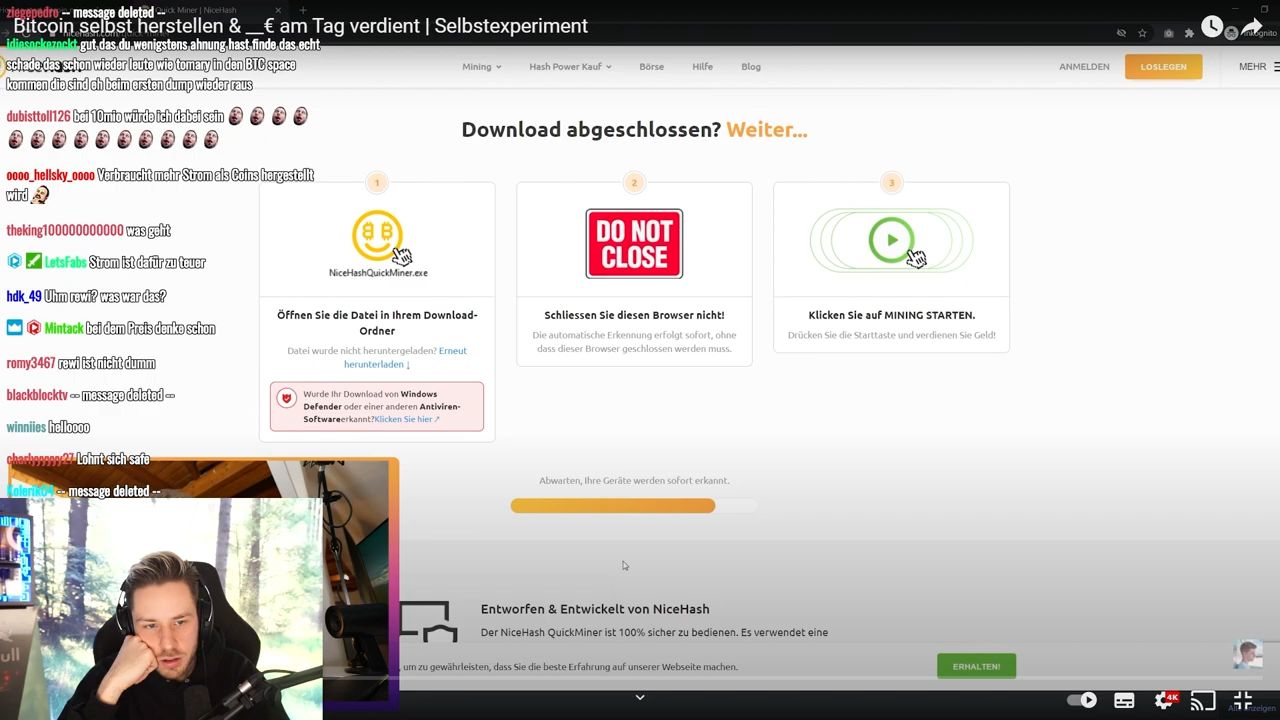 Bitcoin selbst herstellen & __€ am Tag verdient | Selbstexperiment
Quick Miner | NiceHash
ziegepedro -- message deleted --
idiesockezockt gut das du wenigstens ahnung hast finde das echt
schade das schon wieder leute wie tomary in den BTC space
kommen die sind eh beim ersten dump wieder raus
dubisttoll126 bei 10mio würde ich dabei sein
oooo_hellsky_oooo Verbraucht mehr Strom als Coins hergestellt
wird
theking100000000000 was geht
LetsFabs Strom ist dafür zu teuer
hdk_49 Uhm rewi? was war das?
Mintack bei dem Preis denke schon
romy3467 rewi ist nicht dumm
blackblocktv -- message deleted --
winniies helloooo
charlyyyyyy27 Lohnt sich safe
-- message deleted --
Mining
Hash Power Kauf
Börse
Hilfe
Blog
ANMELDEN
LOSLEGEN
MEHR
Download abgeschlossen? Weiter...
1
NiceHashQuickMiner.exe
Öffnen Sie die Datei in Ihrem Download-
Ordner
Datei wurde nicht heruntergeladen? Erneut
herunterladen ↓
Wurde Ihr Download von Windows
Defender oder einer anderen Antiviren-
Softwareerkannt?Klicken Sie hier ↗
2
DO NOT
CLOSE
Schliessen Sie diesen Browser nicht!
Die automatische Erkennung erfolgt sofort, ohne
dass dieser Browser geschlossen werden muss.
3
Klicken Sie auf MINING STARTEN.
Drücken Sie die Starttaste und verdienen Sie Geld!
Abwarten, Ihre Geräte werden sofort erkannt.
Entworfen & Entwickelt von NiceHash
Der NiceHash QuickMiner ist 100% sicher zu bedienen. Es verwendet eine
, um zu gewährleisten, dass Sie die beste Erfahrung auf unserer Webseite machen.
ERHALTEN!
4K